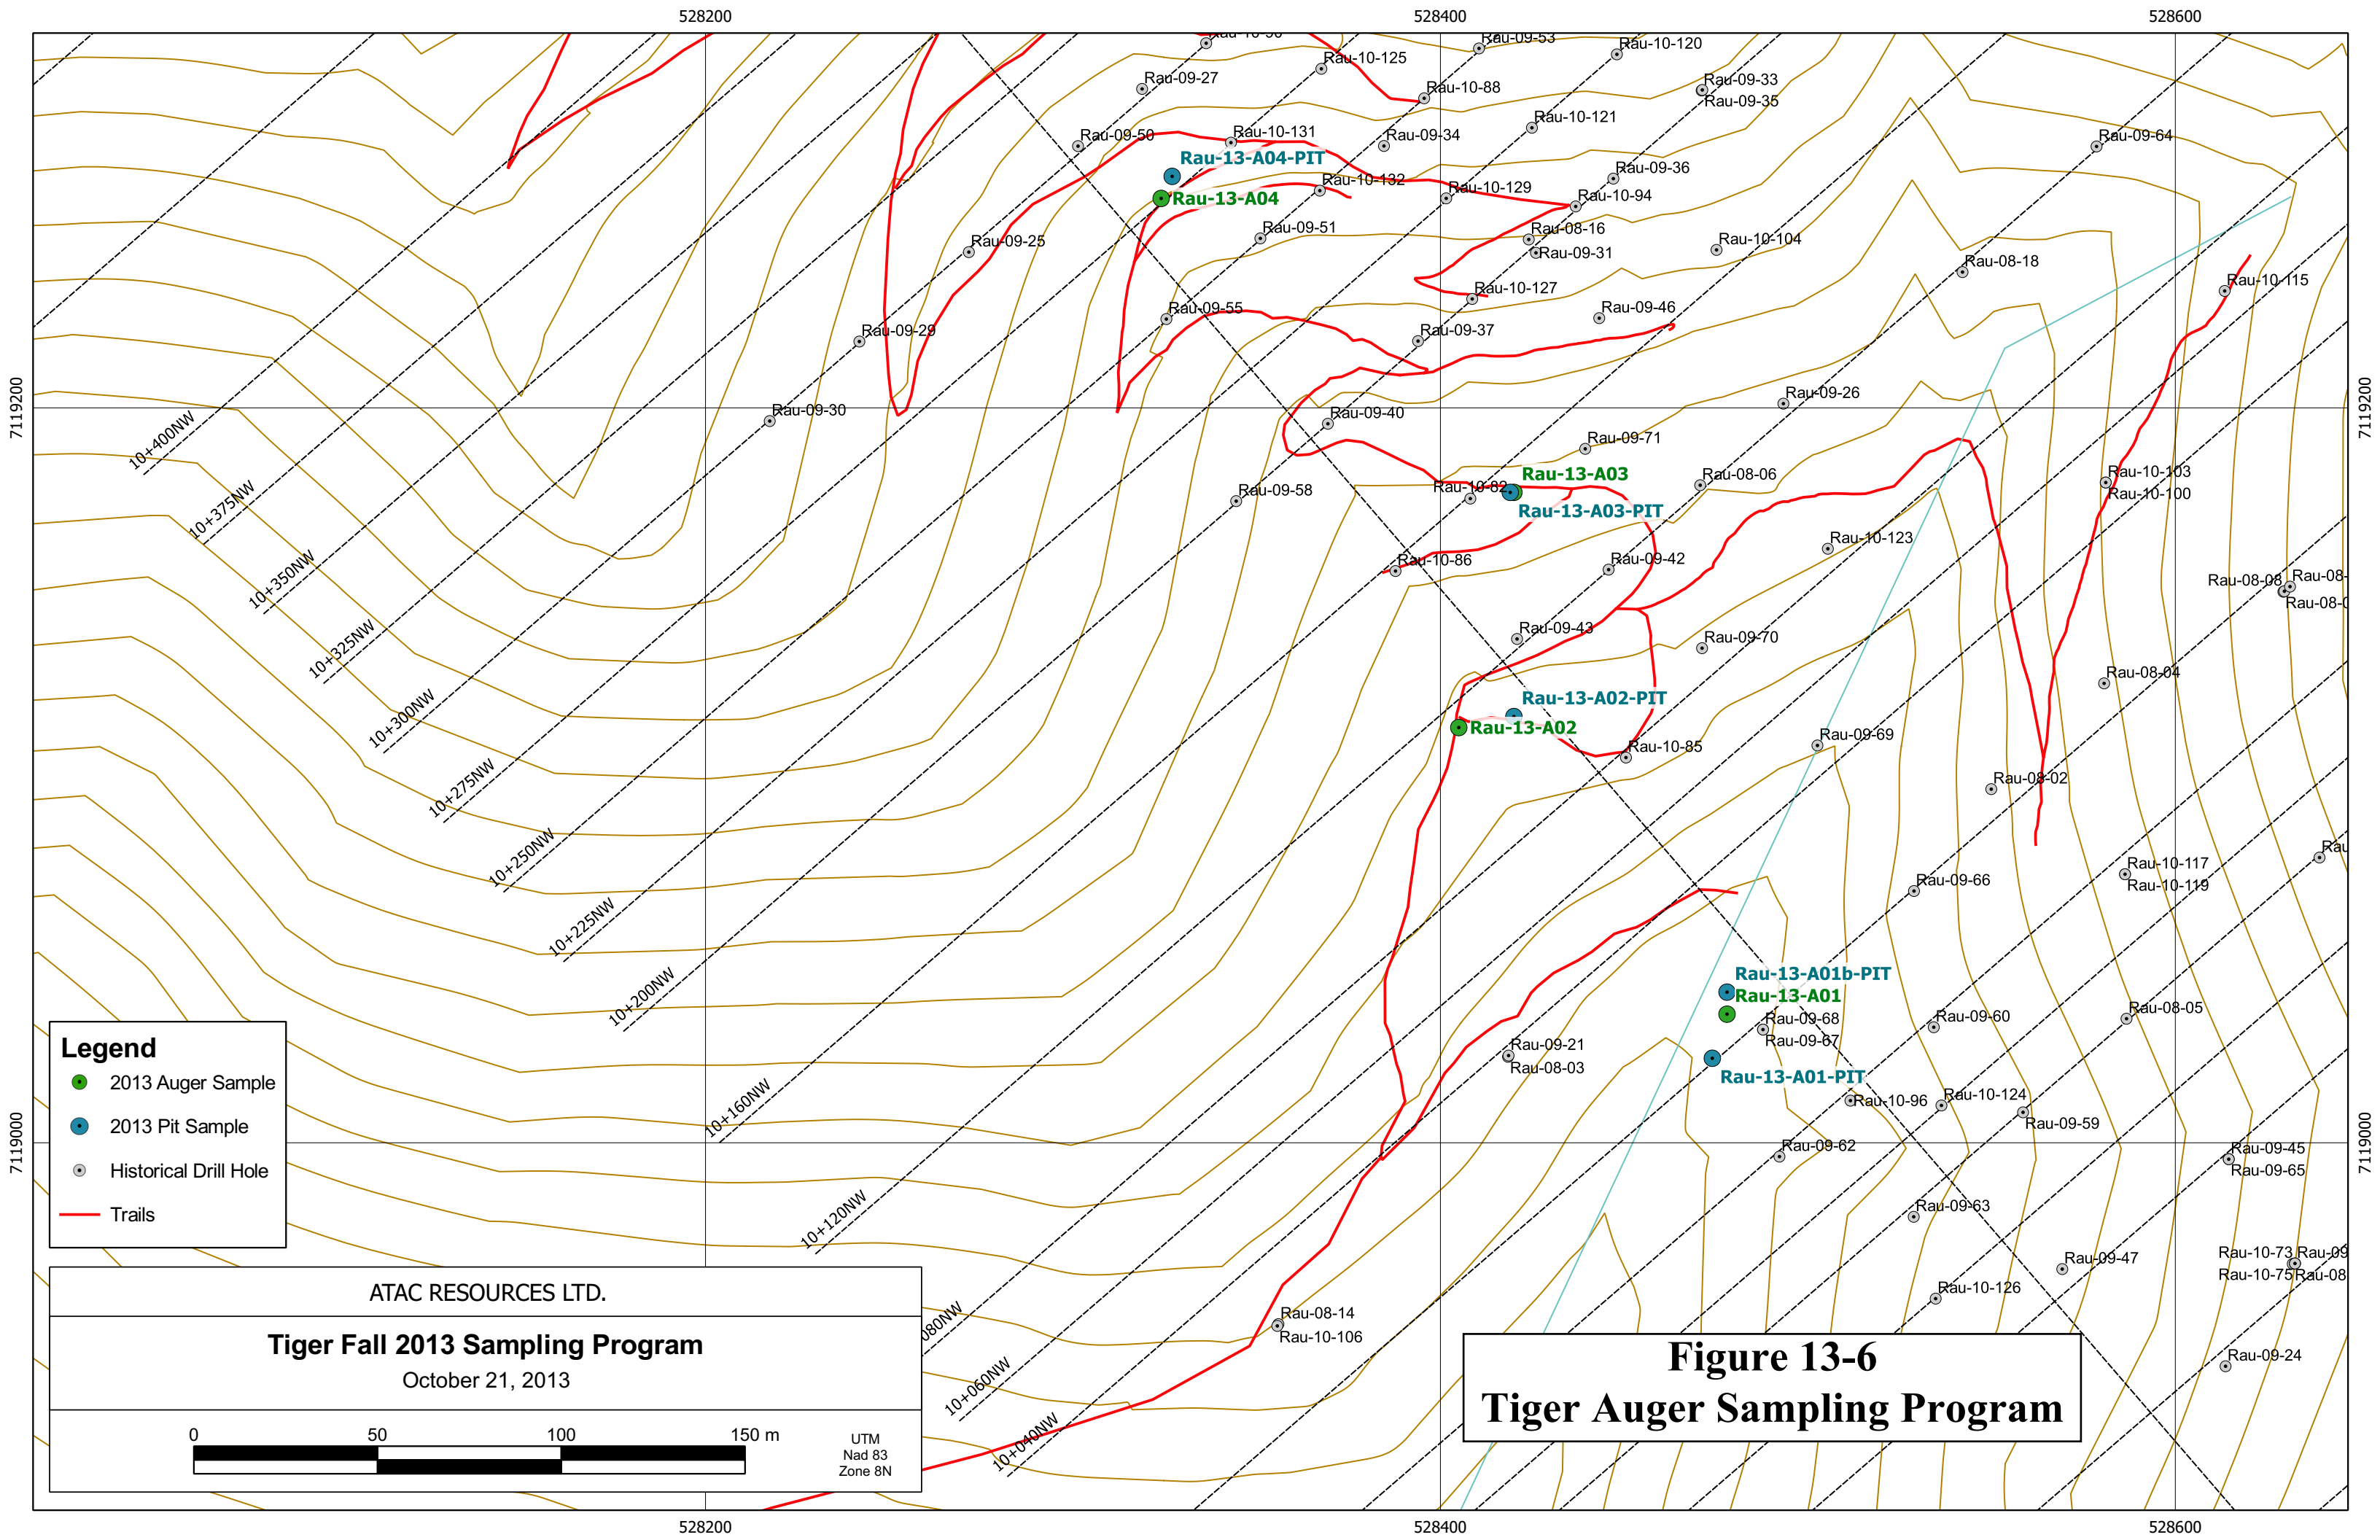 528200
528400
528600
Rau-09-53
Rau-10-120
Rau-10-125
Rau-09-27
Rau-10-88
Rau-09-33
Rau-09-35
Rau-10-121
Rau-09-50
Rau-10-131
Rau-09-34
Rau-09-64
Rau-13-A04-PIT
Rau-09-36
Rau-10-132
Rau-10-129
Rau-10-94
Rau-13-A04
Rau-09-51
Rau-08-16
Rau-09-25
Rau-10-104
Rau-09-31
Rau-08-18
Rau-10-115
Rau-10-127
Rau-09-55
Rau-09-46
Rau-09-29
Rau-09-37
7119200
7119200
Rau-09-26
Rau-09-30
Rau-09-40
10+400NW
Rau-09-71
Rau-13-A03
Rau-08-06
Rau-10-103
Rau-10-82
Rau-09-58
Rau-10-100
10+375NW
Rau-13-A03-PIT
Rau-10-123
Rau-10-86
Rau-09-42
10+350NW
Rau-08-08
Rau-08-
Rau-09-43
Rau-09-70
10+325NW
Rau-08-04
Rau-13-A02-PIT
10+300NW
Rau-13-A02
Rau-09-69
Rau-10-85
Rau-08-02
10+275NW
10+250NW
Rau-10-117
Rau-09-66
Rau-10-119
10+225NW
Rau-13-A01b-PIT
Rau-13-A01
10+200NW
Rau-08-05
Rau-09-68
Rau-09-60
Rau-09-67
Rau-09-21
Rau-08-03
Rau-13-A01-PIT
Legend
2013 Auger Sample
2013 Pit Sample
Historical Drill Hole
Trails
10+160NW
Rau-10-96
Rau-10-124
Rau-09-59
7119000
7119000
Rau-09-62
Rau-09-45
Rau-09-65
10+120NW
Rau-09-63
Rau-10-73
Rau-09
Rau-09-47
Rau-10-75
Rau-08
Rau-10-126
Rau-08-14
Rau-10-106
080NW
Rau-09-24
10+060NW
10+040NW
ATAC RESOURCES LTD.
Tiger Fall 2013 Sampling Program
October 21, 2013
0 50 100 150 m
UTM
Nad 83
Zone 8N
Figure 13-6
Tiger Auger Sampling Program
528200
528400
528600